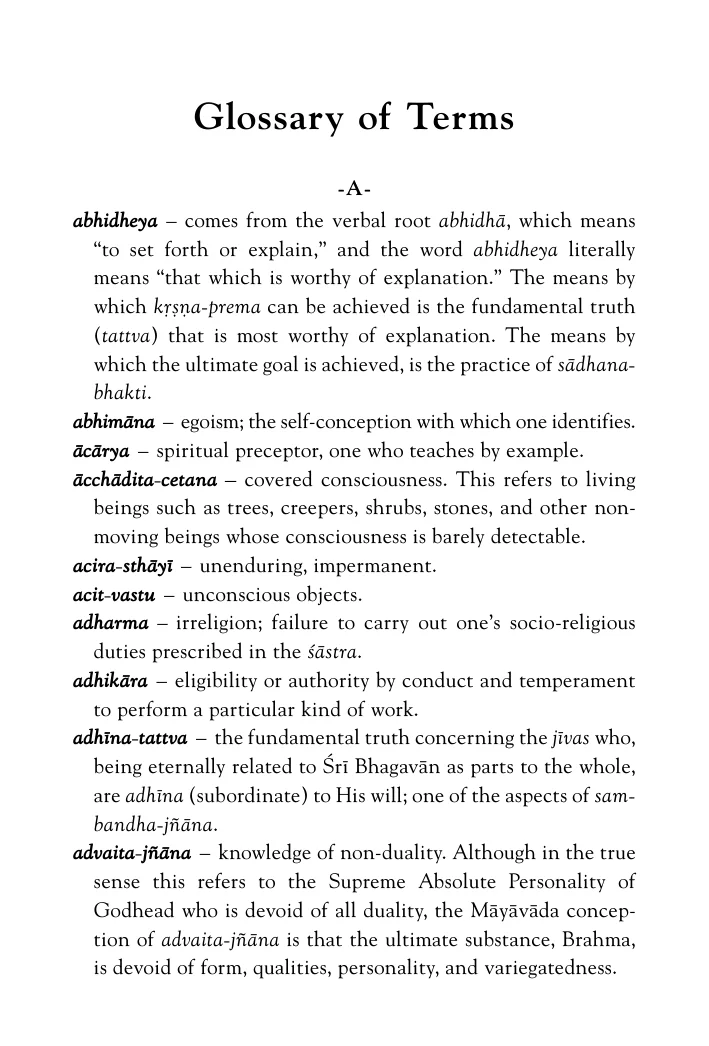 Glossary of Terms
-A-
abhidheya – comes from the verbal root abhidhā, which means
“to set forth or explain,” and the word abhidheya literally
means “that which is worthy of explanation.” The means by
which kṛṣṇa-prema can be achieved is the fundamental truth
(tattva) that is most worthy of explanation. The means by
which the ultimate goal is achieved, is the practice of sādhana-
bhakti.
abhimāna – egoism; the self-conception with which one identifies.
ācārya – spiritual preceptor, one who teaches by example.
ācchādita-cetana – covered consciousness. This refers to living
beings such as trees, creepers, shrubs, stones, and other non-
moving beings whose consciousness is barely detectable.
acira-sthāyī – unenduring, impermanent.
acit-vastu – unconscious objects.
adharma – irreligion; failure to carry out one’s socio-religious
duties prescribed in the śāstra.
adhikāra – eligibility or authority by conduct and temperament
to perform a particular kind of work.
adhīna-tattva – the fundamental truth concerning the jīvas who,
being eternally related to Śrī Bhagavān as parts to the whole,
are adhīna (subordinate) to His will; one of the aspects of sam-
bandha-jñāna.
advaita-jñāna – knowledge of non-duality. Although in the true
sense this refers to the Supreme Absolute Personality of
Godhead who is devoid of all duality, the Māyāvāda concep-
tion of advaita-jñāna is that the ultimate substance, Brahma,
is devoid of form, qualities, personality, and variegatedness.